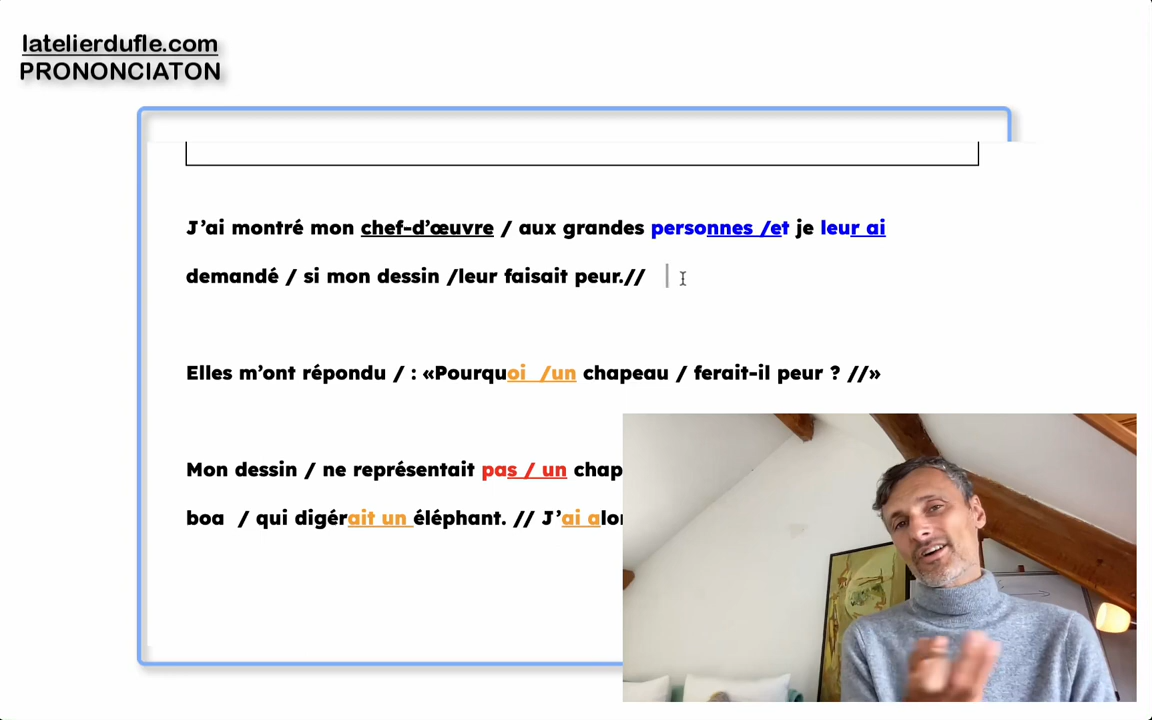 latelierdufle.com
PRONONCIATON
J’ai montré mon chef-d’œuvre / aux grandes personnes /et je leur ai
demandé / si mon dessin /leur faisait peur.//
Elles m’ont répondu / : «Pourquoi /un chapeau / ferait-il peur ? //»
Mon dessin / ne représentait pas / un chap
boa / qui digérait un éléphant. // J’ai alor